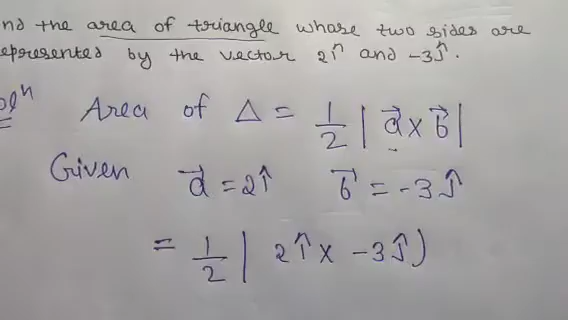 nd the area of triangle whose two sides are
epresented by the vector 2î and -3ĵ.
olⁿ Area of △ = 1/2 | a⃗ × b⃗ |
Given a⃗ = 2î b⃗ = -3ĵ
= 1/2 | 2î × -3ĵ)